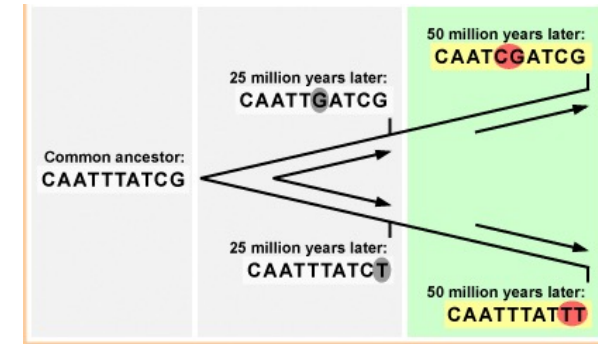 50 million years later:
CAATCGATCG
25 million years later:
CAATTGATCG
Common ancestor:
CAATTTATCG
25 million years later:
CAATTTATCT
50 million years later:
CAATTTATTT